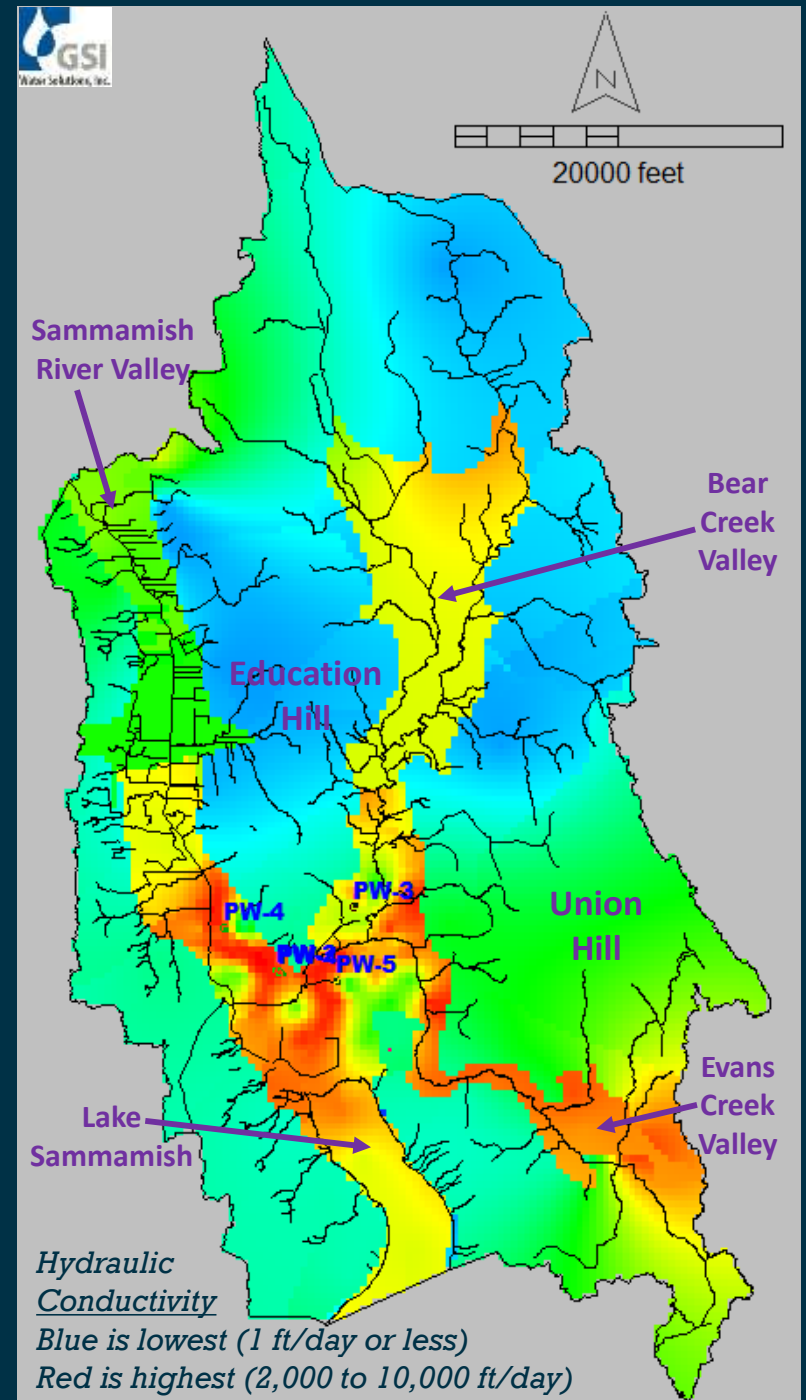 GSI
Water Solutions, Inc.
N
20000 feet
Sammamish
River Valley
Bear
Creek
Valley
Education
Hill
PW-3
PW-4
Union
Hill
PW-5
Evans
Creek
Valley
Lake
Sammamish
Hydraulic
Conductivity
Blue is lowest (1 ft/day or less)
Red is highest (2,000 to 10,000 ft/day)